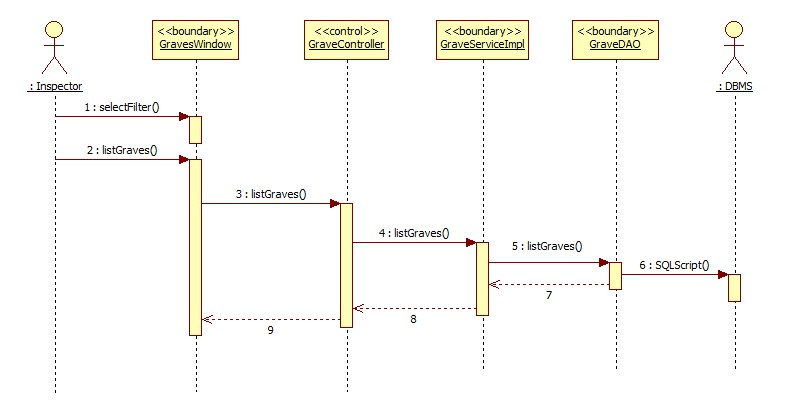 <<boundary>>
GravesWindow
<<control>>
GraveController
<<boundary>>
GraveServiceImpl
<<boundary>>
GraveDAO
: Inspector
: DBMS
1 : selectFilter()
2 : listGraves()
3 : listGraves()
4 : listGraves()
5 : listGraves()
6 : SQLScript()
7
8
9